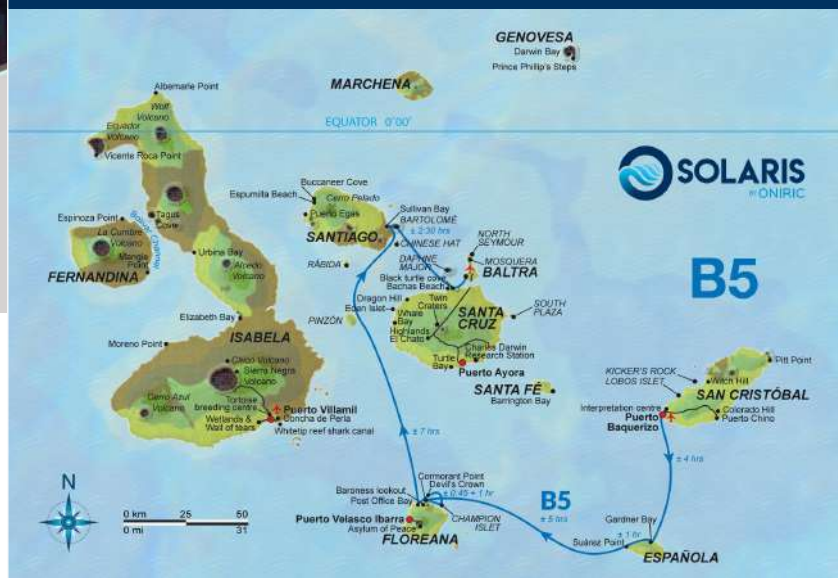 GENOVESA
Darwin Bay
Prince Phillip's Steps
MARCHENA
Albemarle Point
Wolf
Volcano
EQUATOR 0°00'
Ecuador
Volcano
Vicente Roca Point
SOLARIS
BY ONIRIC
Buccaneer Cove
Cerro Pelado
Espumilla Beach
Puerto Egas
SANTIAGO
Sullivan Bay
BARTOLOMÉ
± 2:30 hrs
CHINESE HAT
NORTH
SEYMOUR
DAPHNE
MAJOR
MOSQUERA
BALTRA
B5
Tagus
Cove
Espinoza Point
Bolivar Channel
La Cumbre
Volcano
Mangle
Point
FERNANDINA
Urbina Bay
Alcedo
Volcano
RÁBIDA
Black turtle cove
Bachas Beach
Dragon Hill
Eden Islet
Twin
Craters
SANTA
CRUZ
SOUTH
PLAZA
Whale
Bay
Highlands
El Chato
PINZÓN
Elizabeth Bay
ISABELA
Moreno Point
Charles Darwin
Research Station
Turtle
Bay
Puerto Ayora
SANTA FÉ
Barrington Bay
KICKER'S ROCK
LOBOS ISLET
Pitt Point
Witch Hill
SAN CRISTÓBAL
Interpretation centre
Puerto
Baquerizo
Colorado Hill
Puerto Chino
Chico Volcano
Sierra Negra
Volcano
Cerro Azul
Volcano
Tortoise
breeding centre
Puerto Villamil
Concha de Perla
Wetlands &
Wall of tears
Whitetip reef shark canal
± 7 hrs
± 4 hrs
N
0 km 25 50
0 mi 31
Cormorant Point
Devil's Crown
Baroness lookout
± 0:45 + 1 hr
Post Office Bay
B5
± 5 hrs
Puerto Velasco Ibarra
Asylum of Peace
CHAMPION
ISLET
FLOREANA
Gardner Bay
± 1 hr
Suárez Point
ESPAÑOLA